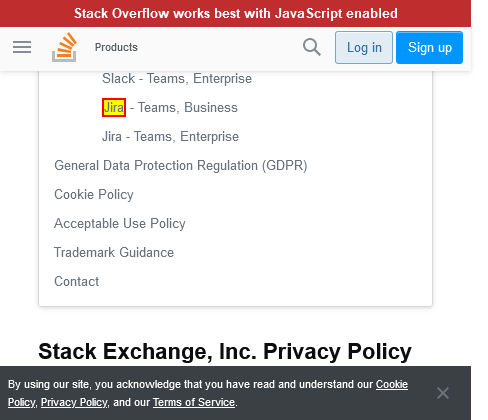 Stack Overflow works best with JavaScript enabled
Products
Log in
Sign up
Slack - Teams, Enterprise
Jira - Teams, Business
Jira - Teams, Enterprise
General Data Protection Regulation (GDPR)
Cookie Policy
Acceptable Use Policy
Trademark Guidance
Contact
Stack Exchange, Inc. Privacy Policy
By using our site, you acknowledge that you have read and understand our Cookie
Policy, Privacy Policy, and our Terms of Service.